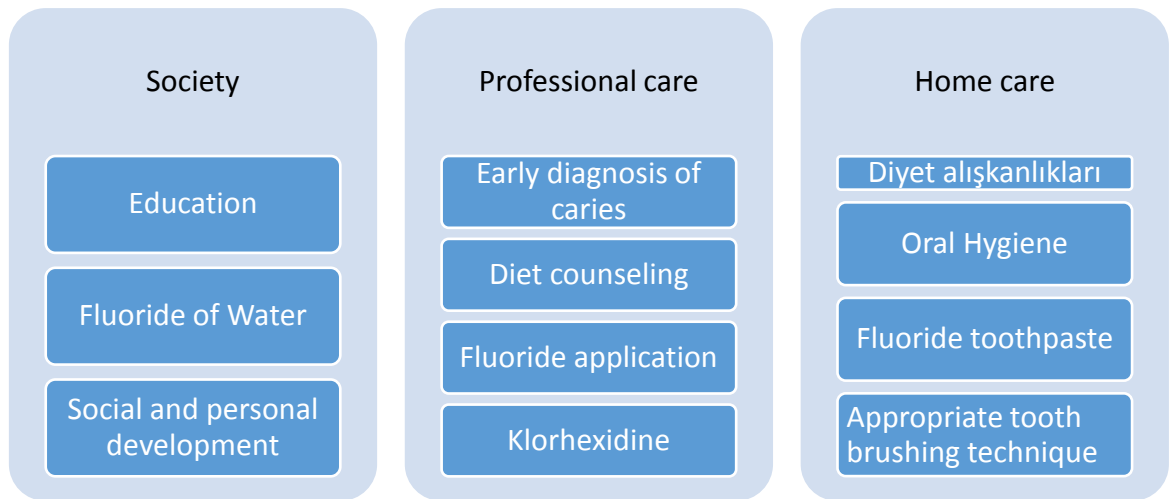 Society
Education
Fluoride of Water
Social and personal
development
Professional care
Early diagnosis of
caries
Diet counseling
Fluoride application
Klorhexidine
Home care
Diyet alışkanlıkları
Oral Hygiene
Fluoride toothpaste
Appropriate tooth
brushing technique